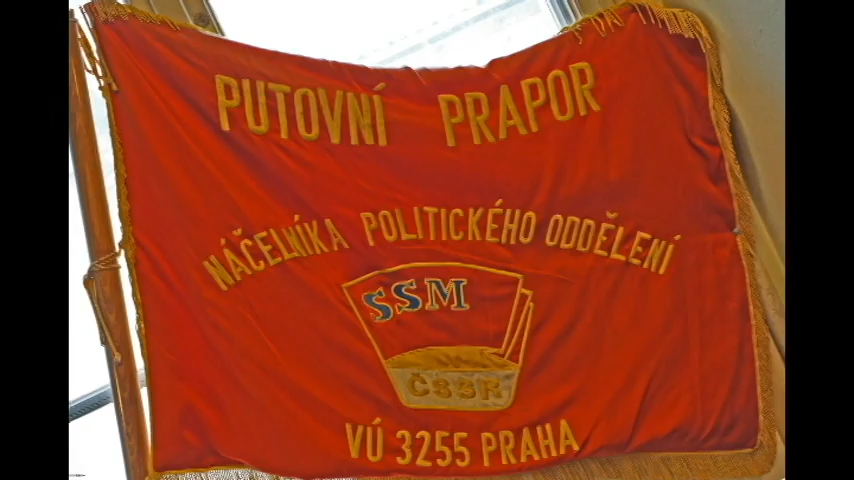 PUTOVNÍ PRAPOR
NÁČELNÍKA POLITICKÉHO ODDĚLENÍ
SSM
ČSSR
VÚ 3255 PRAHA